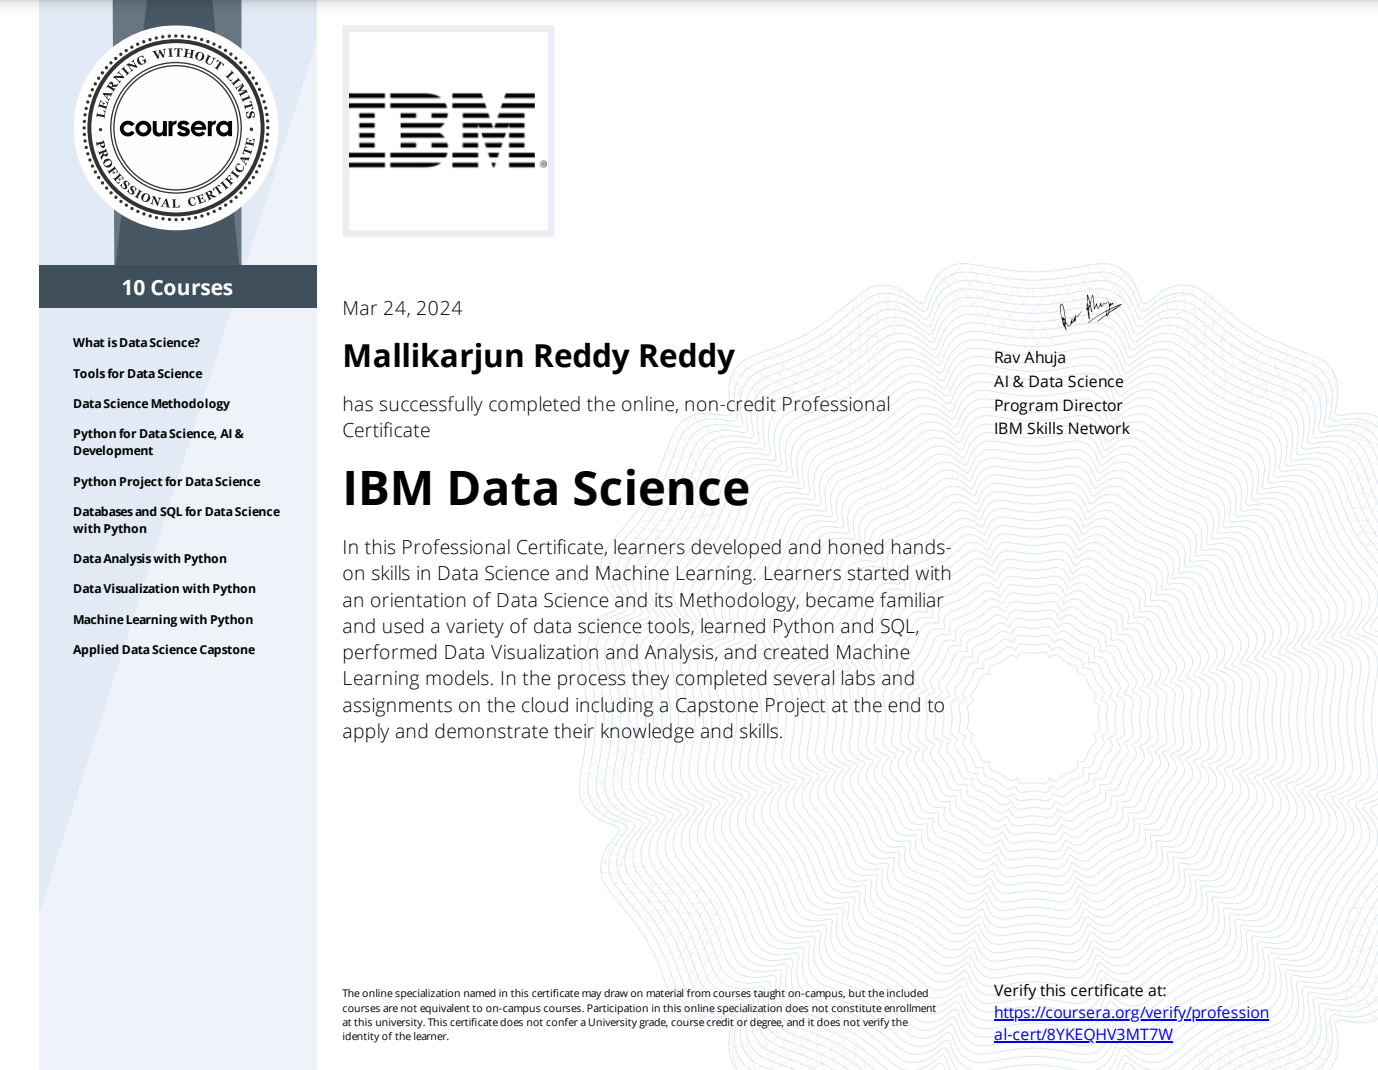 LEARNING WITHOUT LIMITS
coursera
PROFESSIONAL CERTIFICATE
IBM
10 Courses
What is Data Science?
Tools for Data Science
Data Science Methodology
Python for Data Science, AI &
Development
Python Project for Data Science
Databases and SQL for Data Science
with Python
Data Analysis with Python
Data Visualization with Python
Machine Learning with Python
Applied Data Science Capstone
Mar 24, 2024
Mallikarjun Reddy Reddy
has successfully completed the online, non-credit Professional
Certificate
IBM Data Science
In this Professional Certificate, learners developed and honed hands-
on skills in Data Science and Machine Learning. Learners started with
an orientation of Data Science and its Methodology, became familiar
and used a variety of data science tools, learned Python and SQL,
performed Data Visualization and Analysis, and created Machine
Learning models. In the process they completed several labs and
assignments on the cloud including a Capstone Project at the end to
apply and demonstrate their knowledge and skills.
Rav Ahuja
Rav Ahuja
AI & Data Science
Program Director
IBM Skills Network
The online specialization named in this certificate may draw on material from courses taught on-campus, but the included
courses are not equivalent to on-campus courses. Participation in this online specialization does not constitute enrollment
at this university. This certificate does not confer a University grade, course credit or degree, and it does not verify the
identity of the learner.
Verify this certificate at:
https://coursera.org/verify/profession
al-cert/8YKEQHV3MT7W